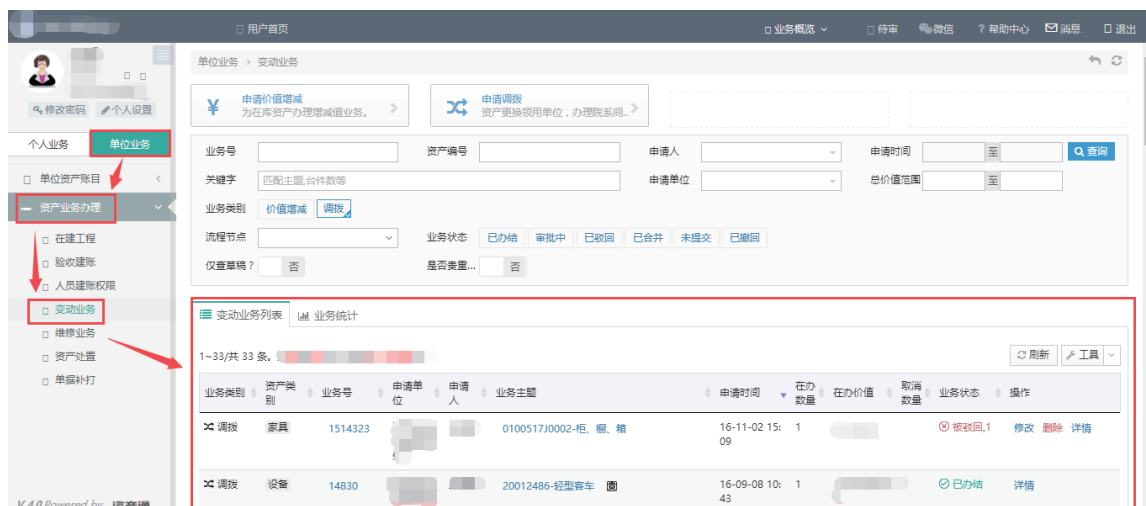 用户首页 业务概览 待审 微信 ? 帮助中心 消息 退出
单位业务 > 变动业务
修改密码 个人设置
¥ 申请价值增减
为在库资产办理增减值业务。
申请调拨
资产更换领用单位，办理院系间..
个人业务 单位业务
业务号 资产编号 申请人 申请时间 至 查询
单位资产账目
关键字 匹配主题,台件数等 申请单位 总价值范围 至
资产业务办理
业务类别 价值增减 调拨
在建工程
流程节点 业务状态 已办结 审批中 已驳回 已合并 未提交 已撤回
验收建账
仅查草稿？ 否 是否贵重... 否
人员建账权限
变动业务
变动业务列表 业务统计
维修业务
资产处置
1~33/共 33 条。 刷新 工具
单据补打
业务类别 资产类别 业务号 申请单位 申请人 业务主题 申请时间 在办数量 在办价值 取消数量 业务状态 操作
调拨 家具 1514323 0100517J0002-柜、橱、箱 16-11-02 15:09 1 被驳回,1 修改 删除 详情
调拨 设备 14830 20012486-轻型客车 16-09-08 10:43 1 已办结 详情
V 4.0 Powered by 资产通